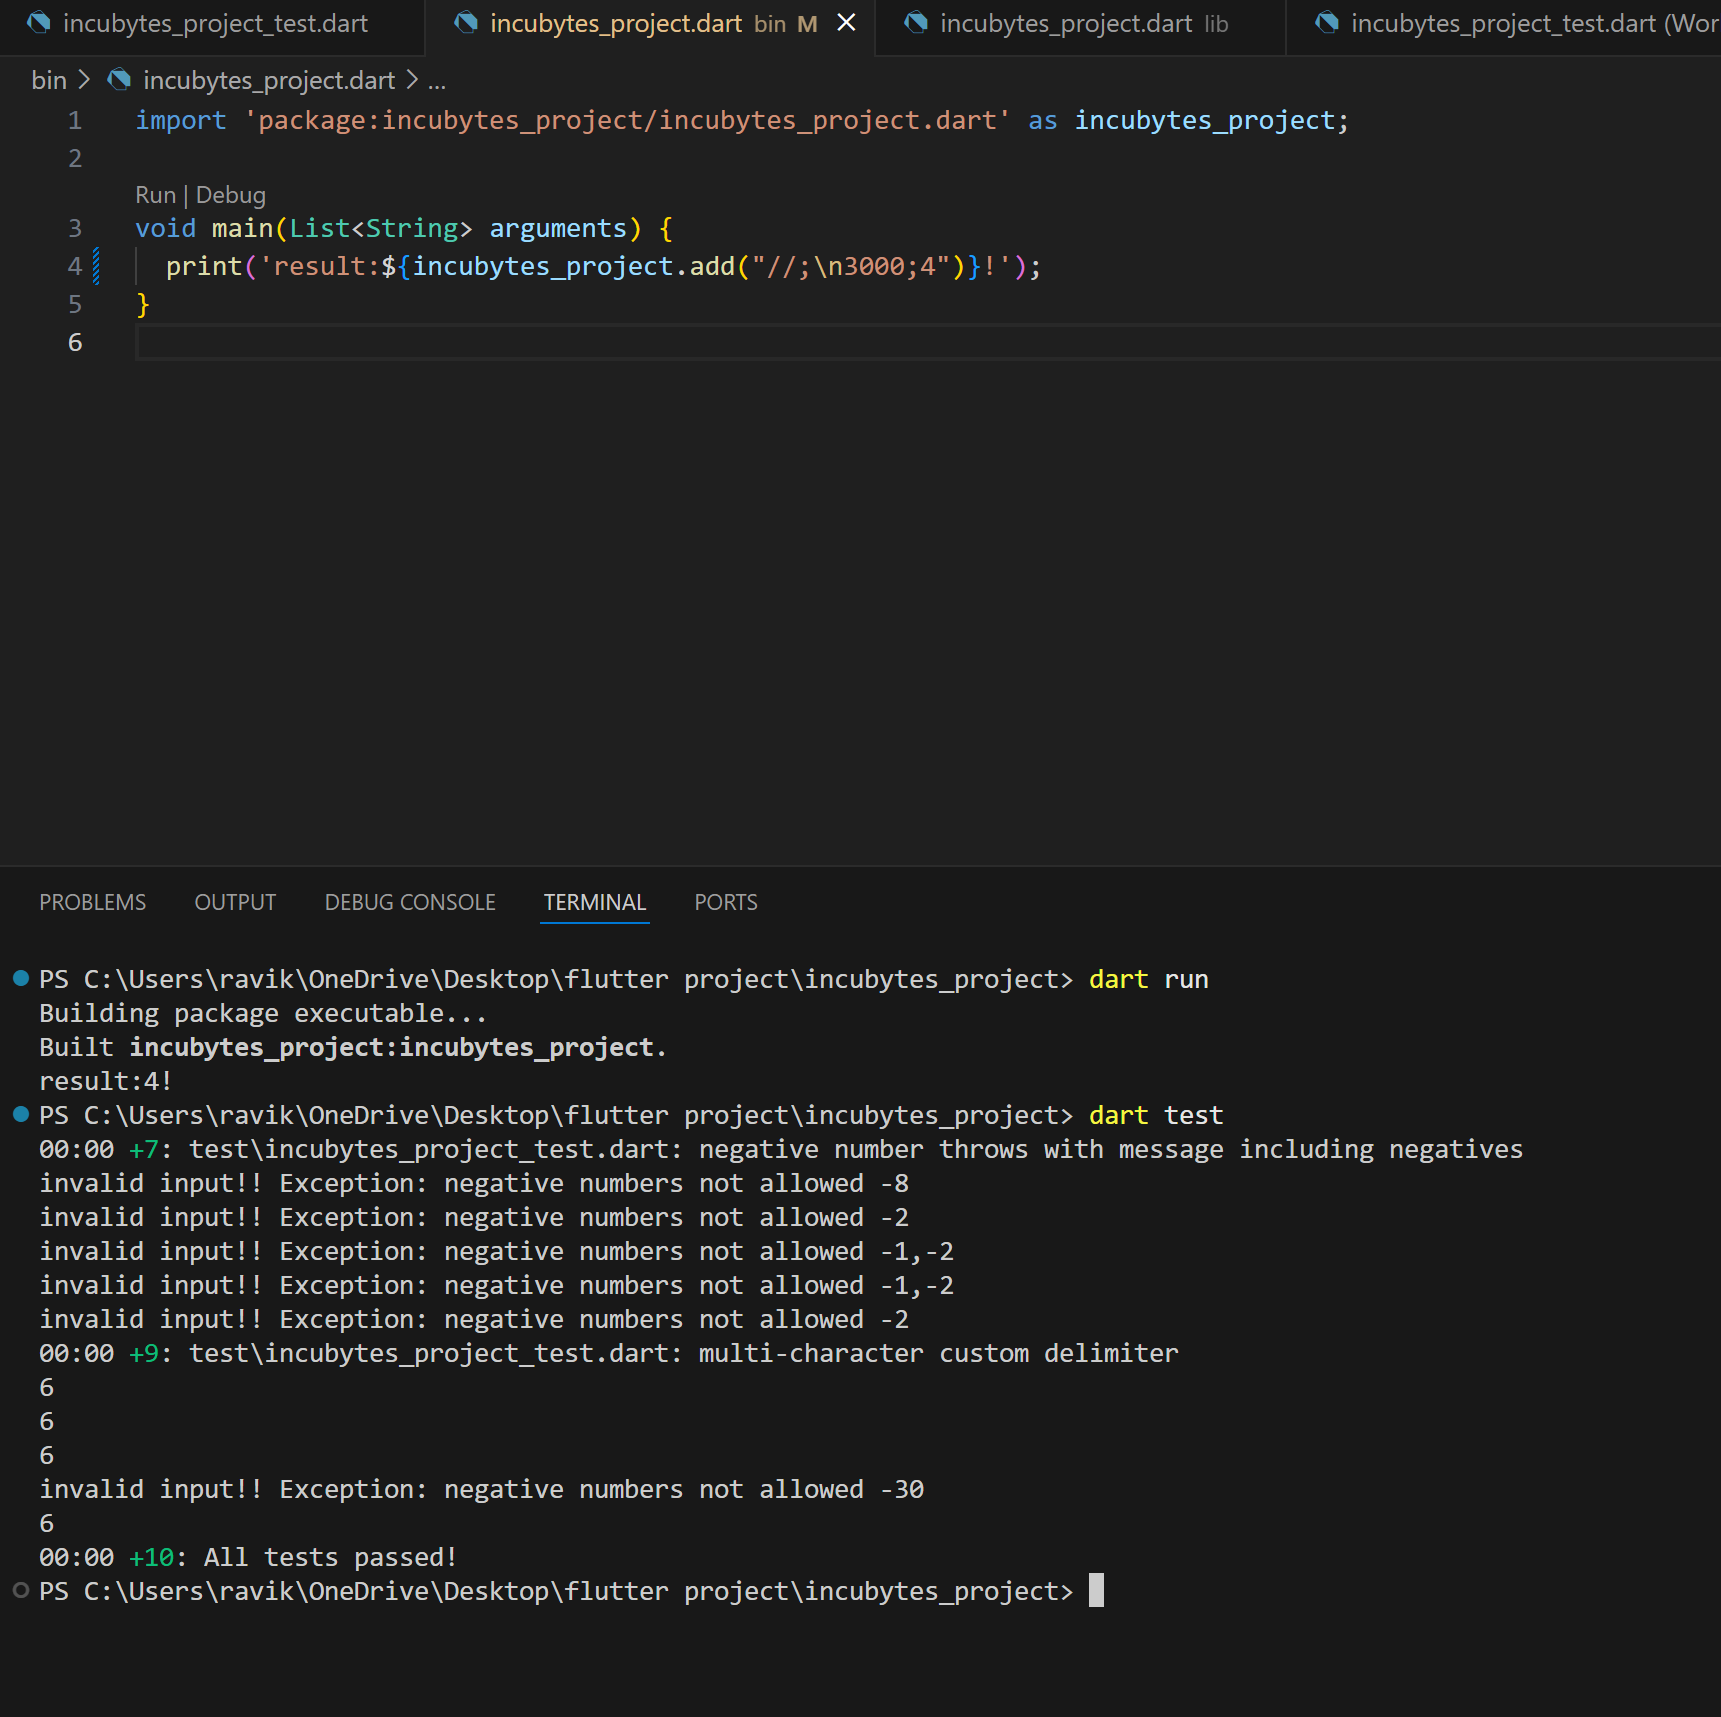 incubytes_project_test.dart incubytes_project.dart bin M incubytes_project.dart lib incubytes_project_test.dart (Wor
bin > incubytes_project.dart > ...
1 import 'package:incubytes_project/incubytes_project.dart' as incubytes_project;
2
Run | Debug
3 void main(List<String> arguments) {
4 print('result:${incubytes_project.add("//;\n3000;4")}!');
5 }
6
PROBLEMS OUTPUT DEBUG CONSOLE TERMINAL PORTS
PS C:\Users\ravik\OneDrive\Desktop\flutter project\incubytes_project> dart run
Building package executable...
Built incubytes_project:incubytes_project.
result:4!
PS C:\Users\ravik\OneDrive\Desktop\flutter project\incubytes_project> dart test
00:00 +7: test\incubytes_project_test.dart: negative number throws with message including negatives
invalid input!! Exception: negative numbers not allowed -8
invalid input!! Exception: negative numbers not allowed -2
invalid input!! Exception: negative numbers not allowed -1,-2
invalid input!! Exception: negative numbers not allowed -1,-2
invalid input!! Exception: negative numbers not allowed -2
00:00 +9: test\incubytes_project_test.dart: multi-character custom delimiter
6
6
6
invalid input!! Exception: negative numbers not allowed -30
6
00:00 +10: All tests passed!
PS C:\Users\ravik\OneDrive\Desktop\flutter project\incubytes_project>